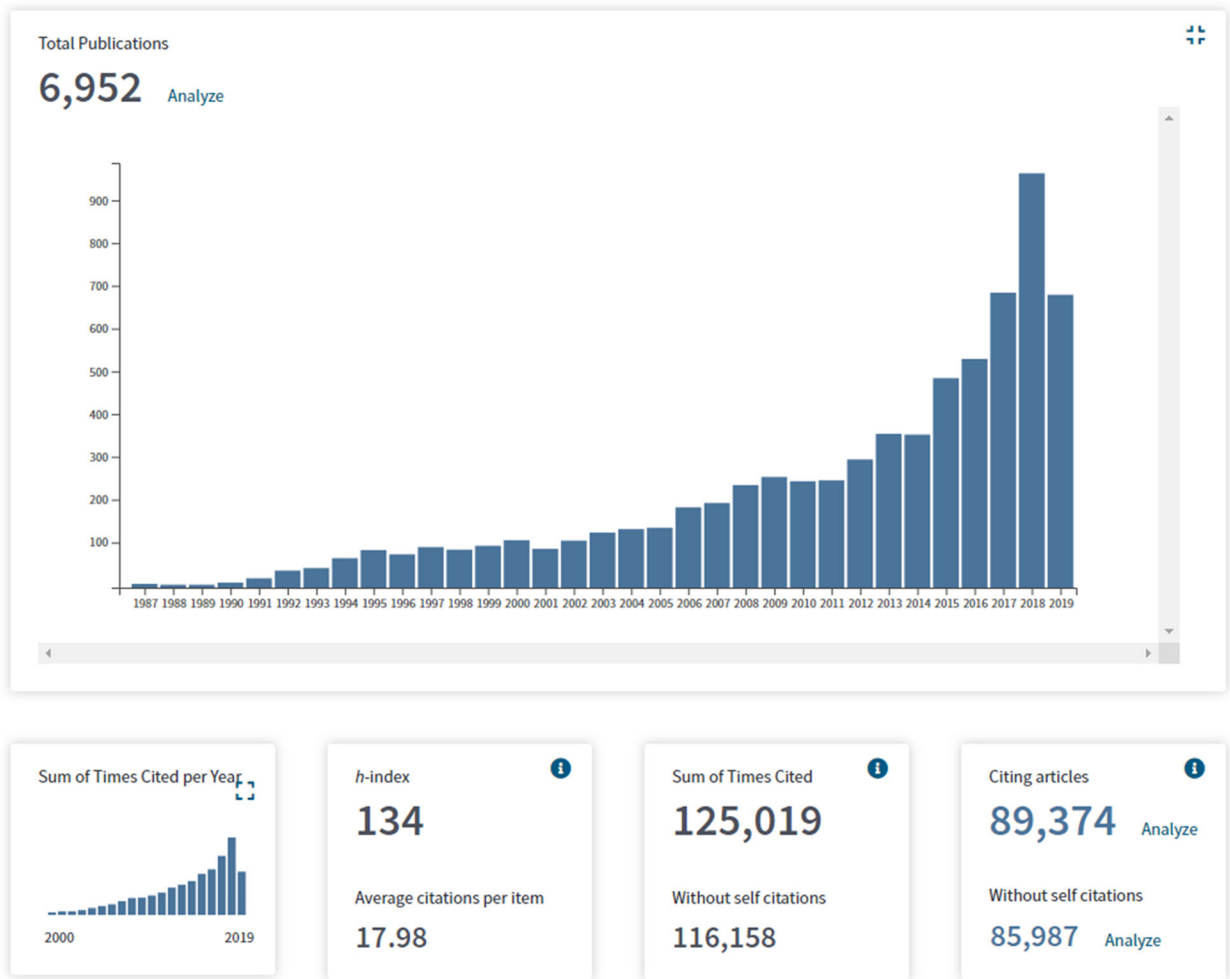 Total Publications
6,952 Analyze
900
800
700
600
500
400
300
200
100
1987 1988 1989 1990 1991 1992 1993 1994 1995 1996 1997 1998 1999 2000 2001 2002 2003 2004 2005 2006 2007 2008 2009 2010 2011 2012 2013 2014 2015 2016 2017 2018 2019
Sum of Times Cited per Year
2000 2019
h-index
134
Average citations per item
17.98
Sum of Times Cited
125,019
Without self citations
116,158
Citing articles
89,374 Analyze
Without self citations
85,987 Analyze